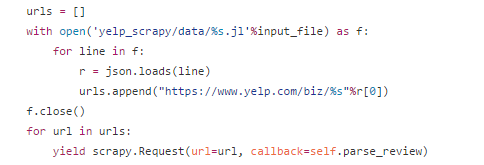 urls = []
with open('yelp_scrapy/data/%s.jl'%input_file) as f:
    for line in f:
        r = json.loads(line)
        urls.append("https://www.yelp.com/biz/%s"%r[0])
f.close()
for url in urls:
    yield scrapy.Request(url=url, callback=self.parse_review)